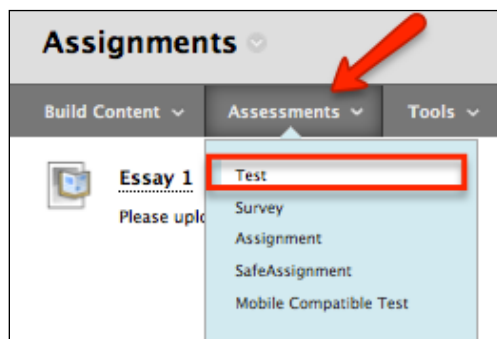 Assignments
Build Content Assessments Tools
Essay 1
Please uplo
Test
Survey
Assignment
SafeAssignment
Mobile Compatible Test